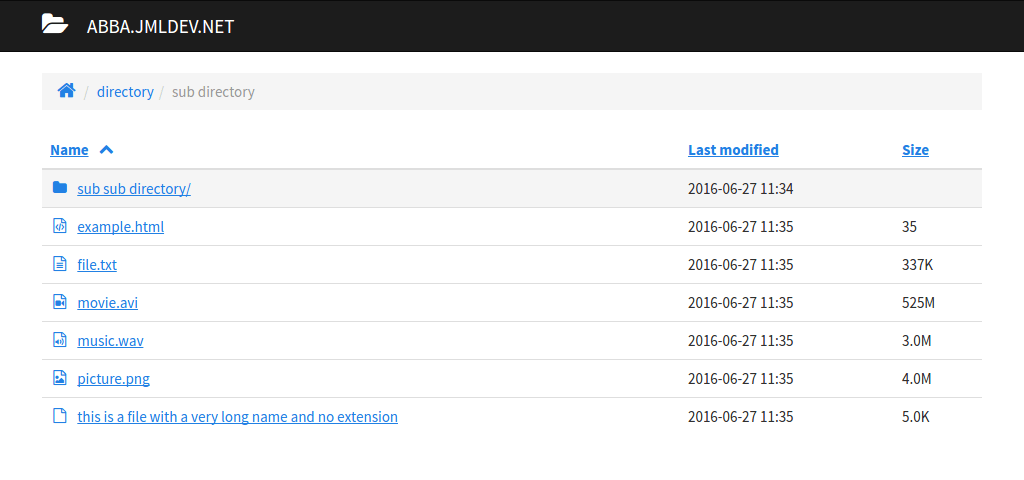 ABBA.JMLDEV.NET
/ directory / sub directory
Name Last modified Size
sub sub directory/ 2016-06-27 11:34
example.html 2016-06-27 11:35 35
file.txt 2016-06-27 11:35 337K
movie.avi 2016-06-27 11:35 525M
music.wav 2016-06-27 11:35 3.0M
picture.png 2016-06-27 11:35 4.0M
this is a file with a very long name and no extension 2016-06-27 11:35 5.0K